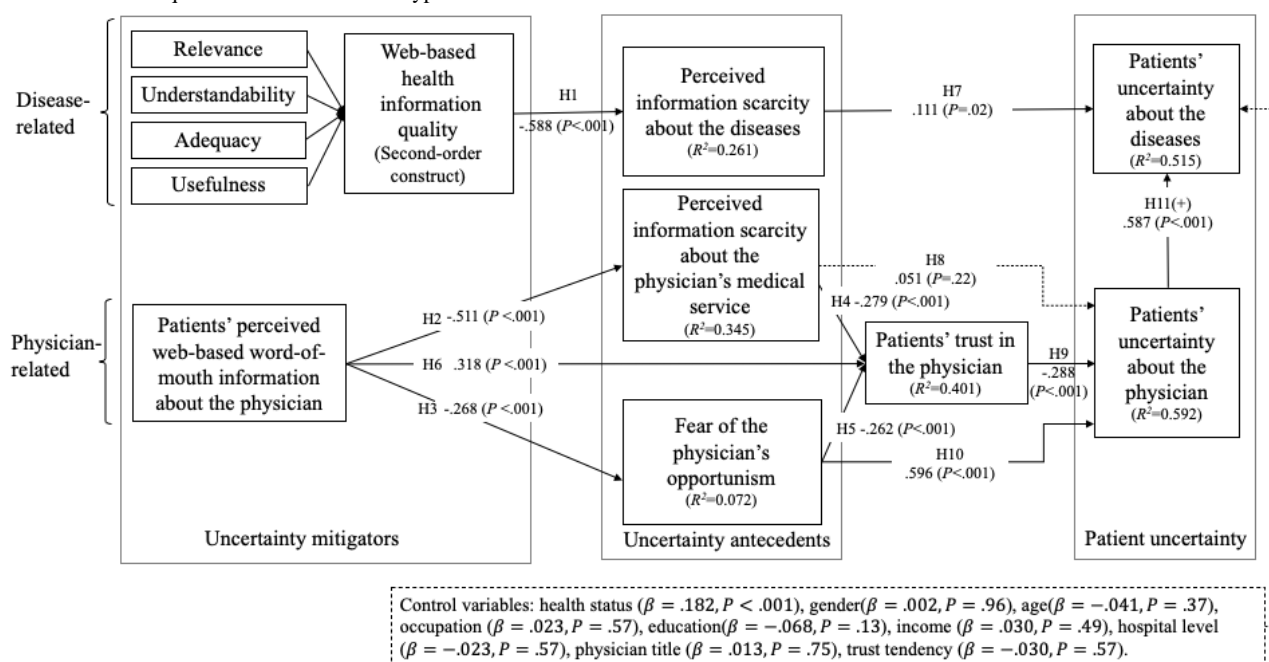 Disease-
related
Relevance
Understandability
Adequacy
Usefulness
Web-based
health
information
quality
(Second-order
construct)
H1
-.588 (P<.001)
Perceived
information scarcity
about the diseases
(R²=0.261)
H7
.111 (P=.02)
Patients’
uncertainty
about the
diseases
(R²=0.515)
Physician-
related
Patients’ perceived
web-based word-of-
mouth information
about the physician
H2 -.511 (P <.001)
H6 .318 (P <.001)
H3 -.268 (P <.001)
Perceived
information scarcity
about the
physician’s medical
service
(R²=0.345)
Fear of the
physician’s
opportunism
(R²=0.072)
H8
.051 (P=.22)
H4 -.279 (P<.001)
H5 -.262 (P<.001)
Patients’ trust in
the physician
(R²=0.401)
H9
-.288
(P<.001)
H10
.596 (P<.001)
H11(+)
.587 (P<.001)
Patients’
uncertainty
about the
physician
(R²=0.592)
Uncertainty mitigators
Uncertainty antecedents
Patient uncertainty
Control variables: health status (β = .182, P < .001), gender(β = .002, P = .96), age(β = −.041, P = .37),
occupation (β = .023, P = .57), education(β = −.068, P = .13), income (β = .030, P = .49), hospital level
(β = −.023, P = .57), physician title (β = .013, P = .75), trust tendency (β = −.030, P = .57).